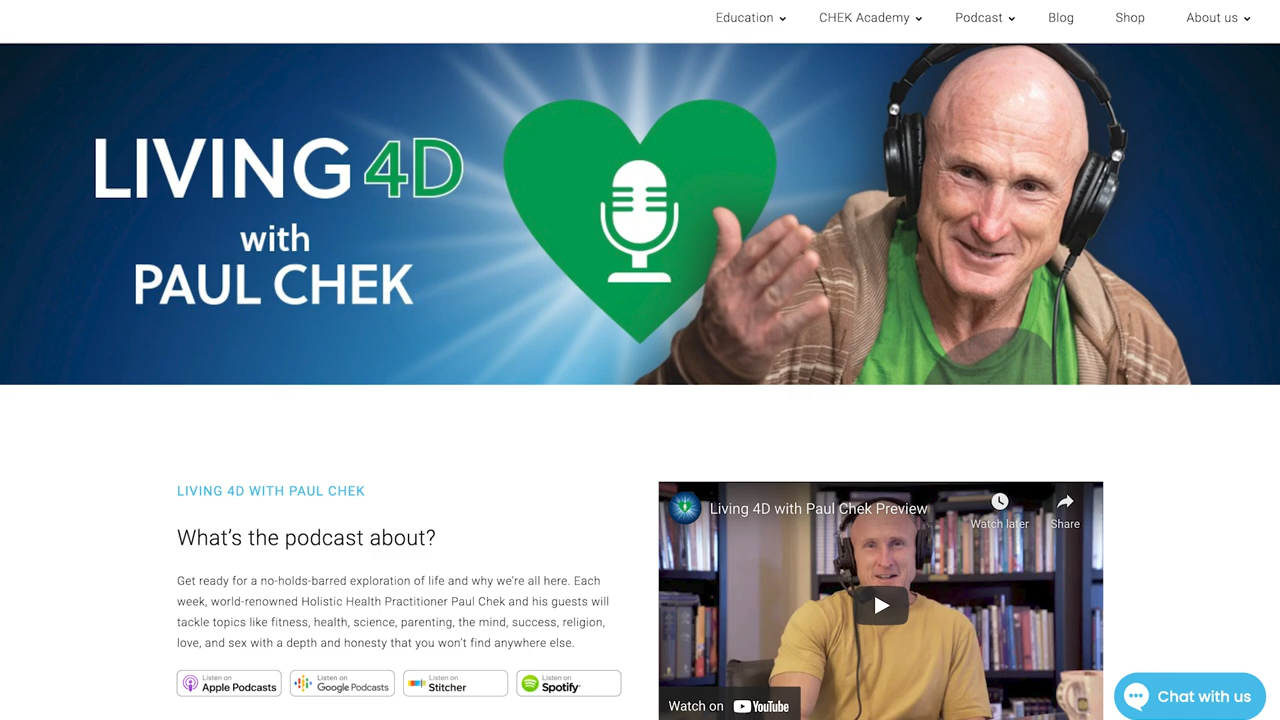 Education
CHEK Academy
Podcast
Blog
Shop
About us
LIVING 4D
with
PAUL CHEK
LIVING 4D WITH PAUL CHEK
What’s the podcast about?
Get ready for a no-holds-barred exploration of life and why we’re all here. Each
week, world-renowned Holistic Health Practitioner Paul Chek and his guests will
tackle topics like fitness, health, science, parenting, the mind, success, religion,
love, and sex with a depth and honesty that you won’t find anywhere else.
Listen on
Apple Podcasts
Listen on
Google Podcasts
Listen on
Stitcher
Listen on
Spotify
Living 4D with Paul Chek Preview
Watch later
Share
Watch on YouTube
Chat with us